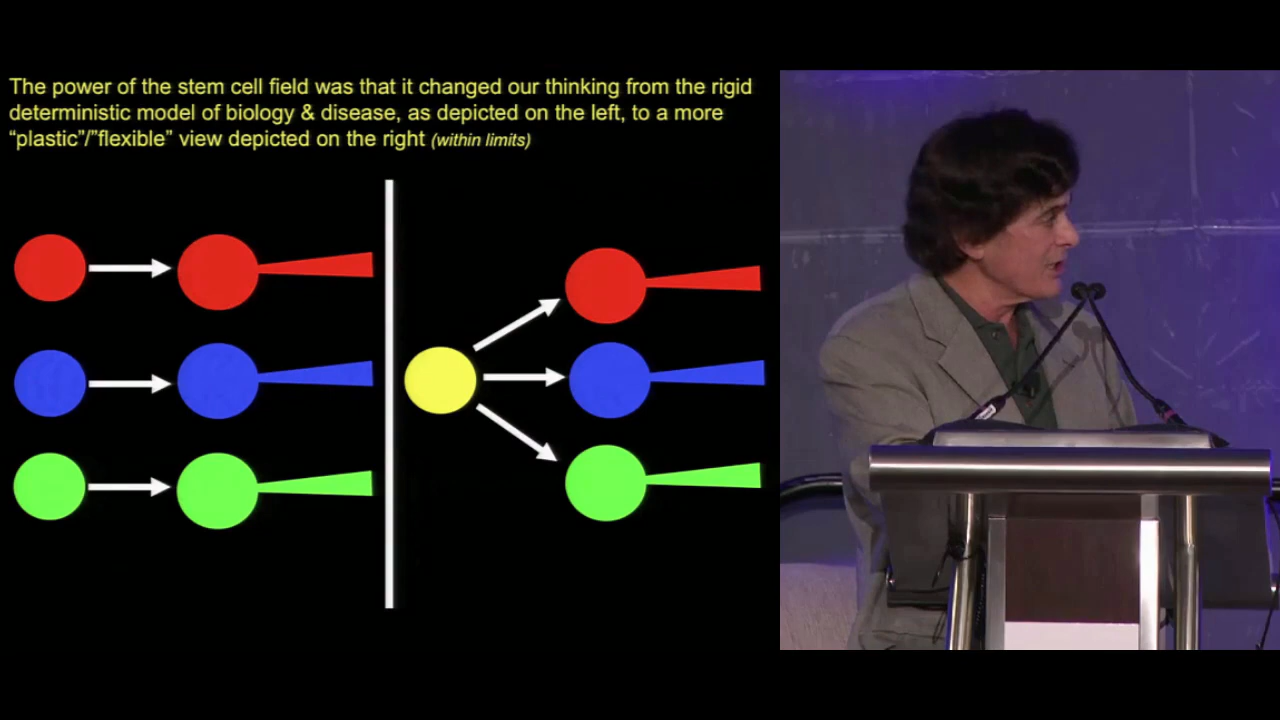 The power of the stem cell field was that it changed our thinking from the rigid
deterministic model of biology & disease, as depicted on the left, to a more
“plastic”/”flexible” view depicted on the right (within limits)